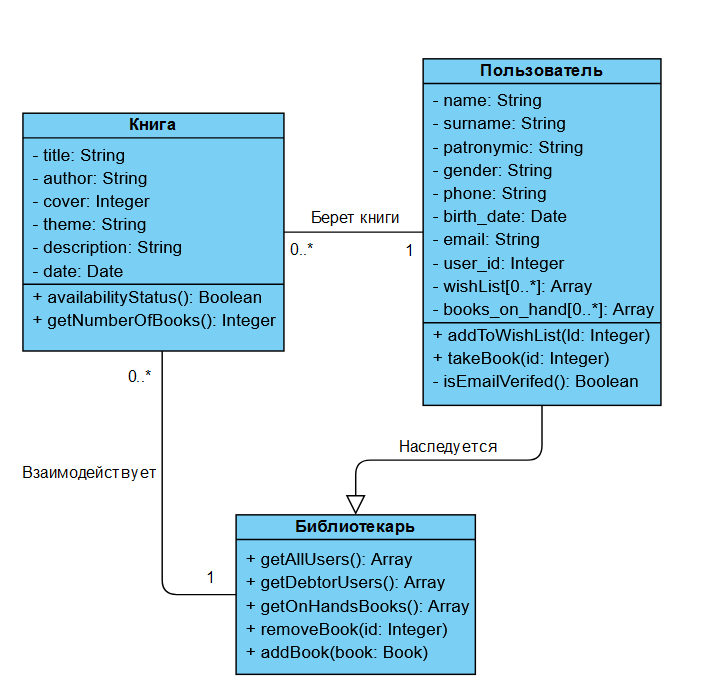 Книга
- title: String
- author: String
- cover: Integer
- theme: String
- description: String
- date: Date
+ availabilityStatus(): Boolean
+ getNumberOfBooks(): Integer
Берет книги
0..*
1
Пользователь
- name: String
- surname: String
- patronymic: String
- gender: String
- phone: String
- birth_date: Date
- email: String
- user_id: Integer
- wishList[0..*]: Array
- books_on_hand[0..*]: Array
+ addToWishList(Id: Integer)
+ takeBook(id: Integer)
- isEmailVerifed(): Boolean
0..*
Взаимодействует
1
Наследуется
Библиотекарь
+ getAllUsers(): Array
+ getDebtorUsers(): Array
+ getOnHandsBooks(): Array
+ removeBook(id: Integer)
+ addBook(book: Book)